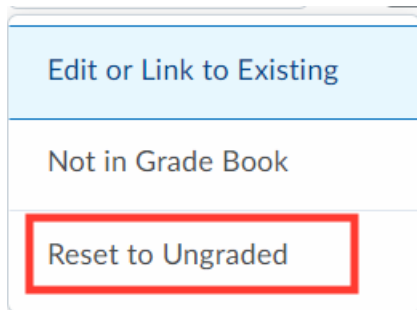 Edit or Link to Existing
Not in Grade Book
Reset to Ungraded